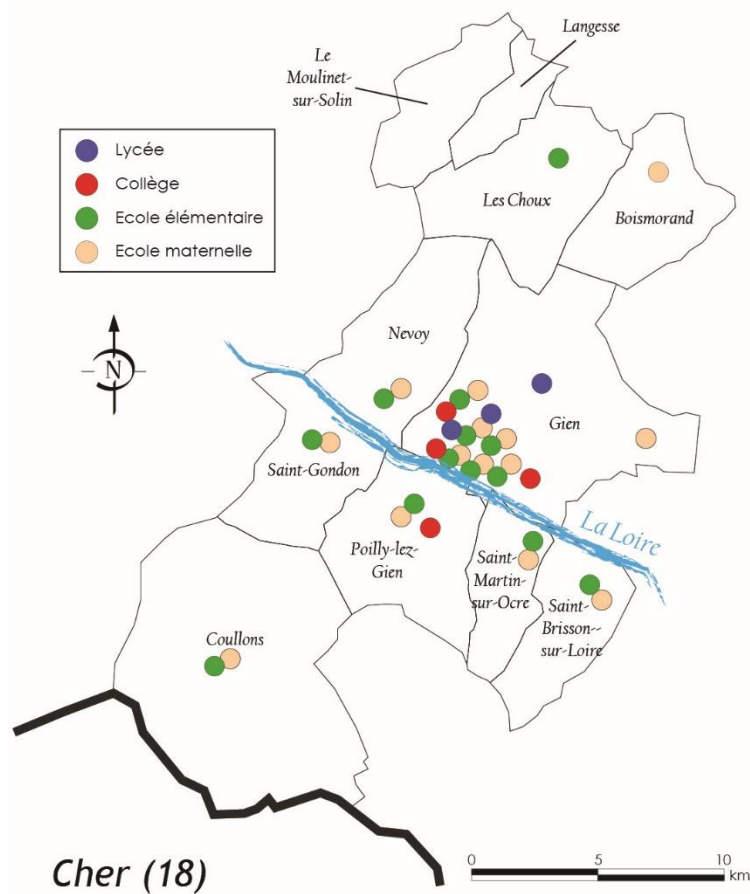 Langesse
Le
Moulinet-
sur-Solin
Lycée
Collège
Ecole élémentaire
Ecole maternelle
Les Choux
Boismorand
N
Nevoy
Gien
Saint-Gondon
La Loire
Poilly-lez-
Gien
Saint-
Martin-
sur-Ocre
Saint-
Brisson--
sur-Loire
Coullons
Cher (18)
0 5 10
km